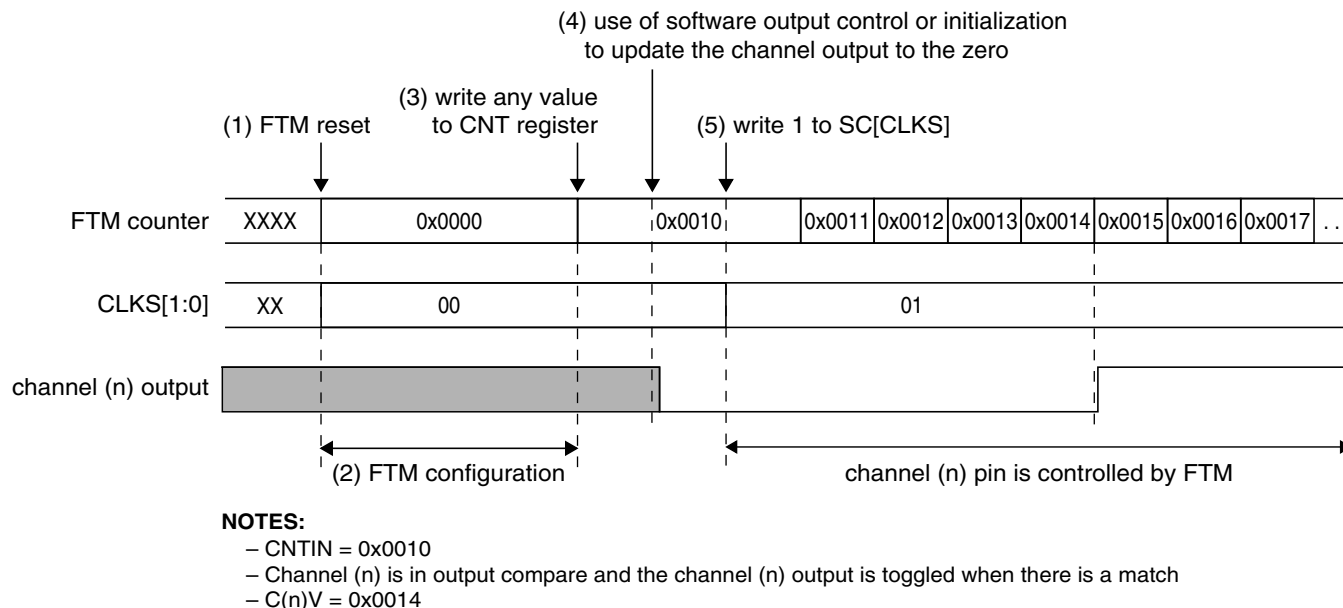 (4) use of software output control or initialization
to update the channel output to the zero
(3) write any value
to CNT register
(1) FTM reset
(5) write 1 to SC[CLKS]
FTM counter XXXX 0x0000 0x0010 0x0011 0x0012 0x0013 0x0014 0x0015 0x0016 0x0017 . .
CLKS[1:0] XX 00 01
channel (n) output
(2) FTM configuration
channel (n) pin is controlled by FTM
NOTES:
– CNTIN = 0x0010
– Channel (n) is in output compare and the channel (n) output is toggled when there is a match
– C(n)V = 0x0014